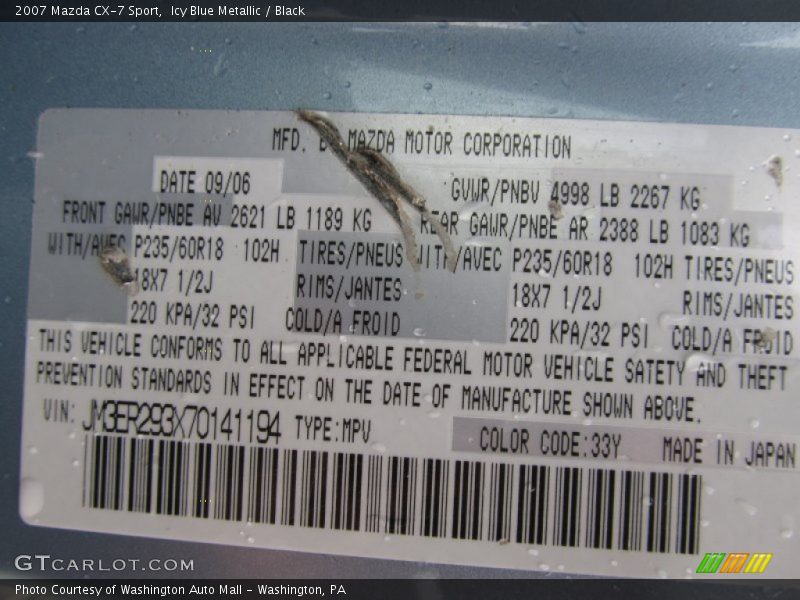 2007 Mazda CX-7 Sport,  Icy Blue Metallic / Black
MFD. B MAZDA MOTOR CORPORATION
DATE 09/06
GVWR/PNBV 4998 LB 2267 KG
FRONT GAWR/PNBE AV 2621 LB 1189 KG
REAR GAWR/PNBE AR 2388 LB 1083 KG
WITH/AVEC P235/60R18 102H TIRES/PNEUS WITH/AVEC P235/60R18 102H TIRES/PNEUS
18X7 1/2J RIMS/JANTES 18X7 1/2J RIMS/JANTES
220 KPA/32 PSI COLD/A FROID 220 KPA/32 PSI COLD/A FROID
THIS VEHICLE CONFORMS TO ALL APPLICABLE FEDERAL MOTOR VEHICLE SATETY AND THEFT
PREVENTION STANDARDS IN EFFECT ON THE DATE OF MANUFACTURE SHOWN ABOVE.
VIN: JM3ER293X70141194 TYPE:MPV COLOR CODE:33Y MADE IN JAPAN
GTCARLOT.COM
Photo Courtesy of Washington Auto Mall - Washington, PA